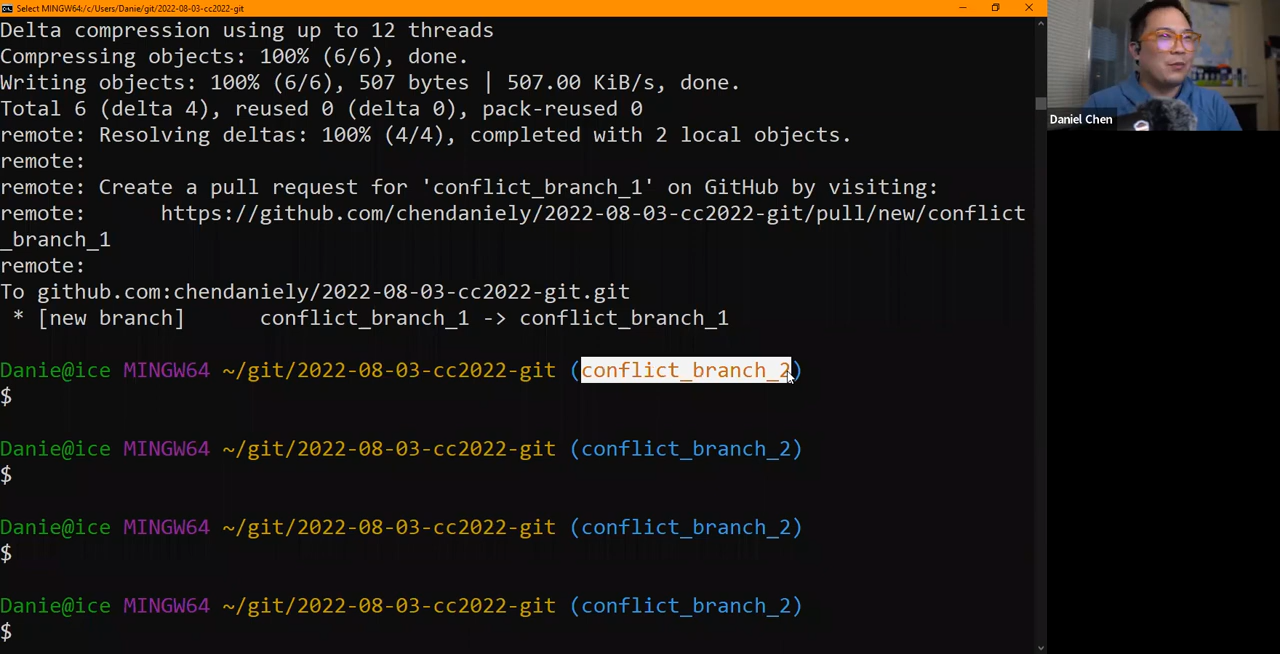 Select MINGW64:/c/Users/Danie/git/2022-08-03-cc2022-git
Delta compression using up to 12 threads
Compressing objects: 100% (6/6), done.
Writing objects: 100% (6/6), 507 bytes | 507.00 KiB/s, done.
Total 6 (delta 4), reused 0 (delta 0), pack-reused 0
remote: Resolving deltas: 100% (4/4), completed with 2 local objects.
remote:
remote: Create a pull request for 'conflict_branch_1' on GitHub by visiting:
remote:      https://github.com/chendaniely/2022-08-03-cc2022-git/pull/new/conflict
_branch_1
remote:
To github.com:chendaniely/2022-08-03-cc2022-git.git
 * [new branch]      conflict_branch_1 -> conflict_branch_1
Danie@ice MINGW64 ~/git/2022-08-03-cc2022-git (conflict_branch_2)
$
Danie@ice MINGW64 ~/git/2022-08-03-cc2022-git (conflict_branch_2)
$
Danie@ice MINGW64 ~/git/2022-08-03-cc2022-git (conflict_branch_2)
$
Danie@ice MINGW64 ~/git/2022-08-03-cc2022-git (conflict_branch_2)
$
Daniel Chen